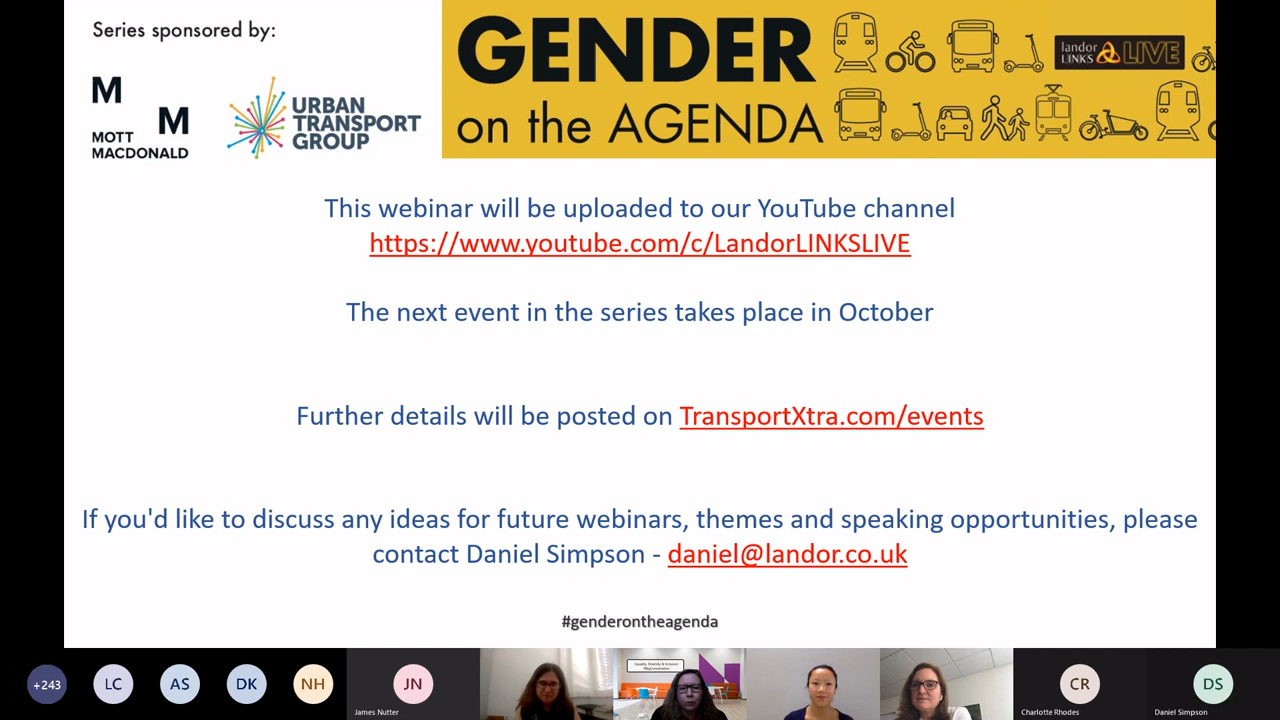 Series sponsored by:
M
M
MOTT
MACDONALD
URBAN
TRANSPORT
GROUP
GENDER
on the AGENDA
landor
LINKS
LIVE
This webinar will be uploaded to our YouTube channel
https://www.youtube.com/c/LandorLINKSLIVE
The next event in the series takes place in October
Further details will be posted on TransportXtra.com/events
If you'd like to discuss any ideas for future webinars, themes and speaking opportunities, please
contact Daniel Simpson - daniel@landor.co.uk
#genderontheagenda
+243
LC
AS
DK
NH
JN
James Nutter
Equality, Diversity & Inclusion
CR
Charlotte Rhodes
DS
Daniel Simpson